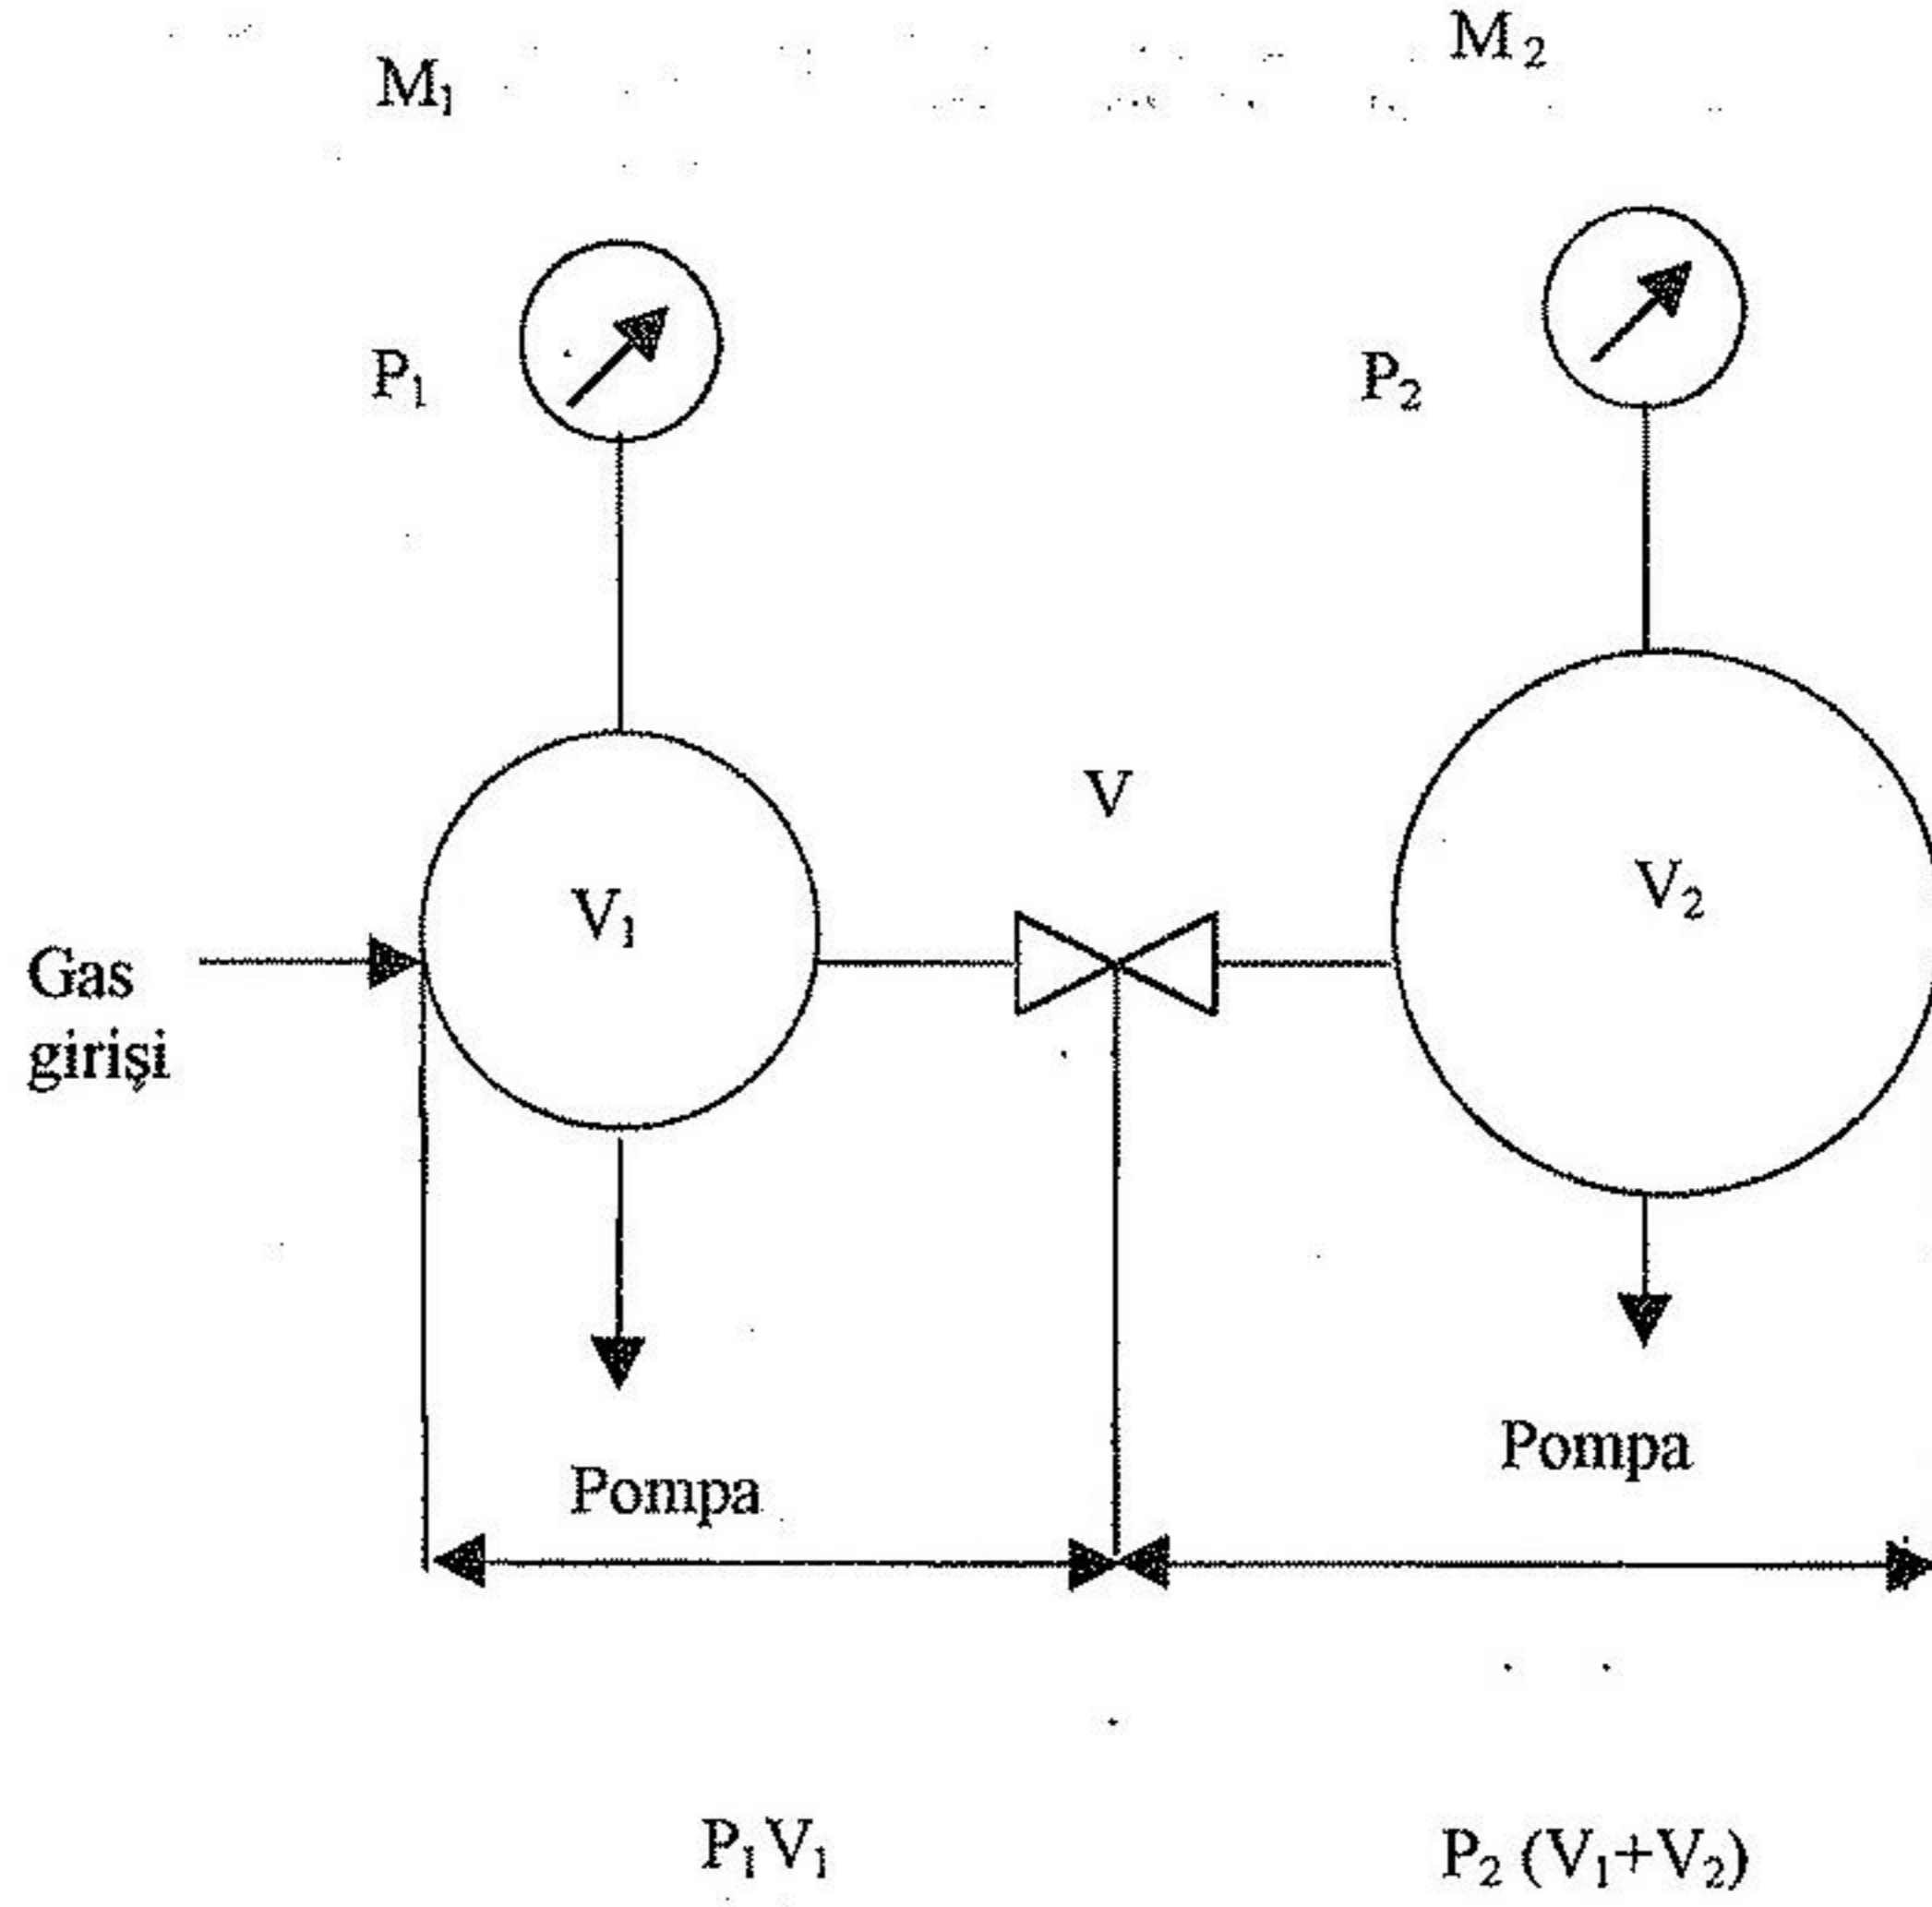 M₁
M₂
P₁
P₂
V
V₁
V₂
Gas
girişi
Pompa
Pompa
P₁V₁
P₂ (V₁+V₂)